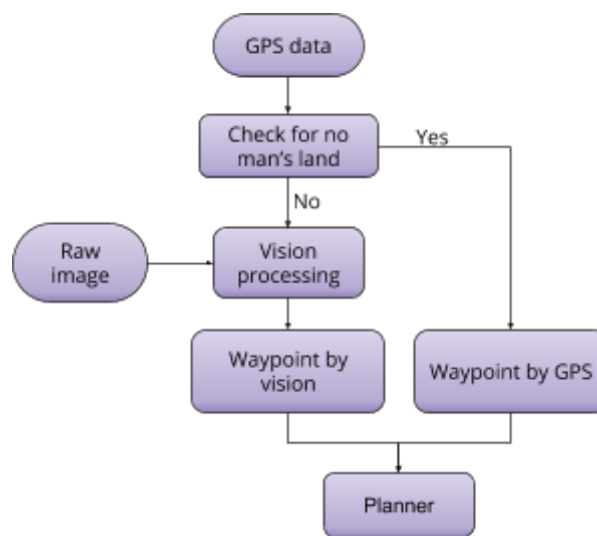 GPS data
Check for no
man's land
Yes
No
Raw
image
Vision
processing
Waypoint by
vision
Waypoint by GPS
Planner